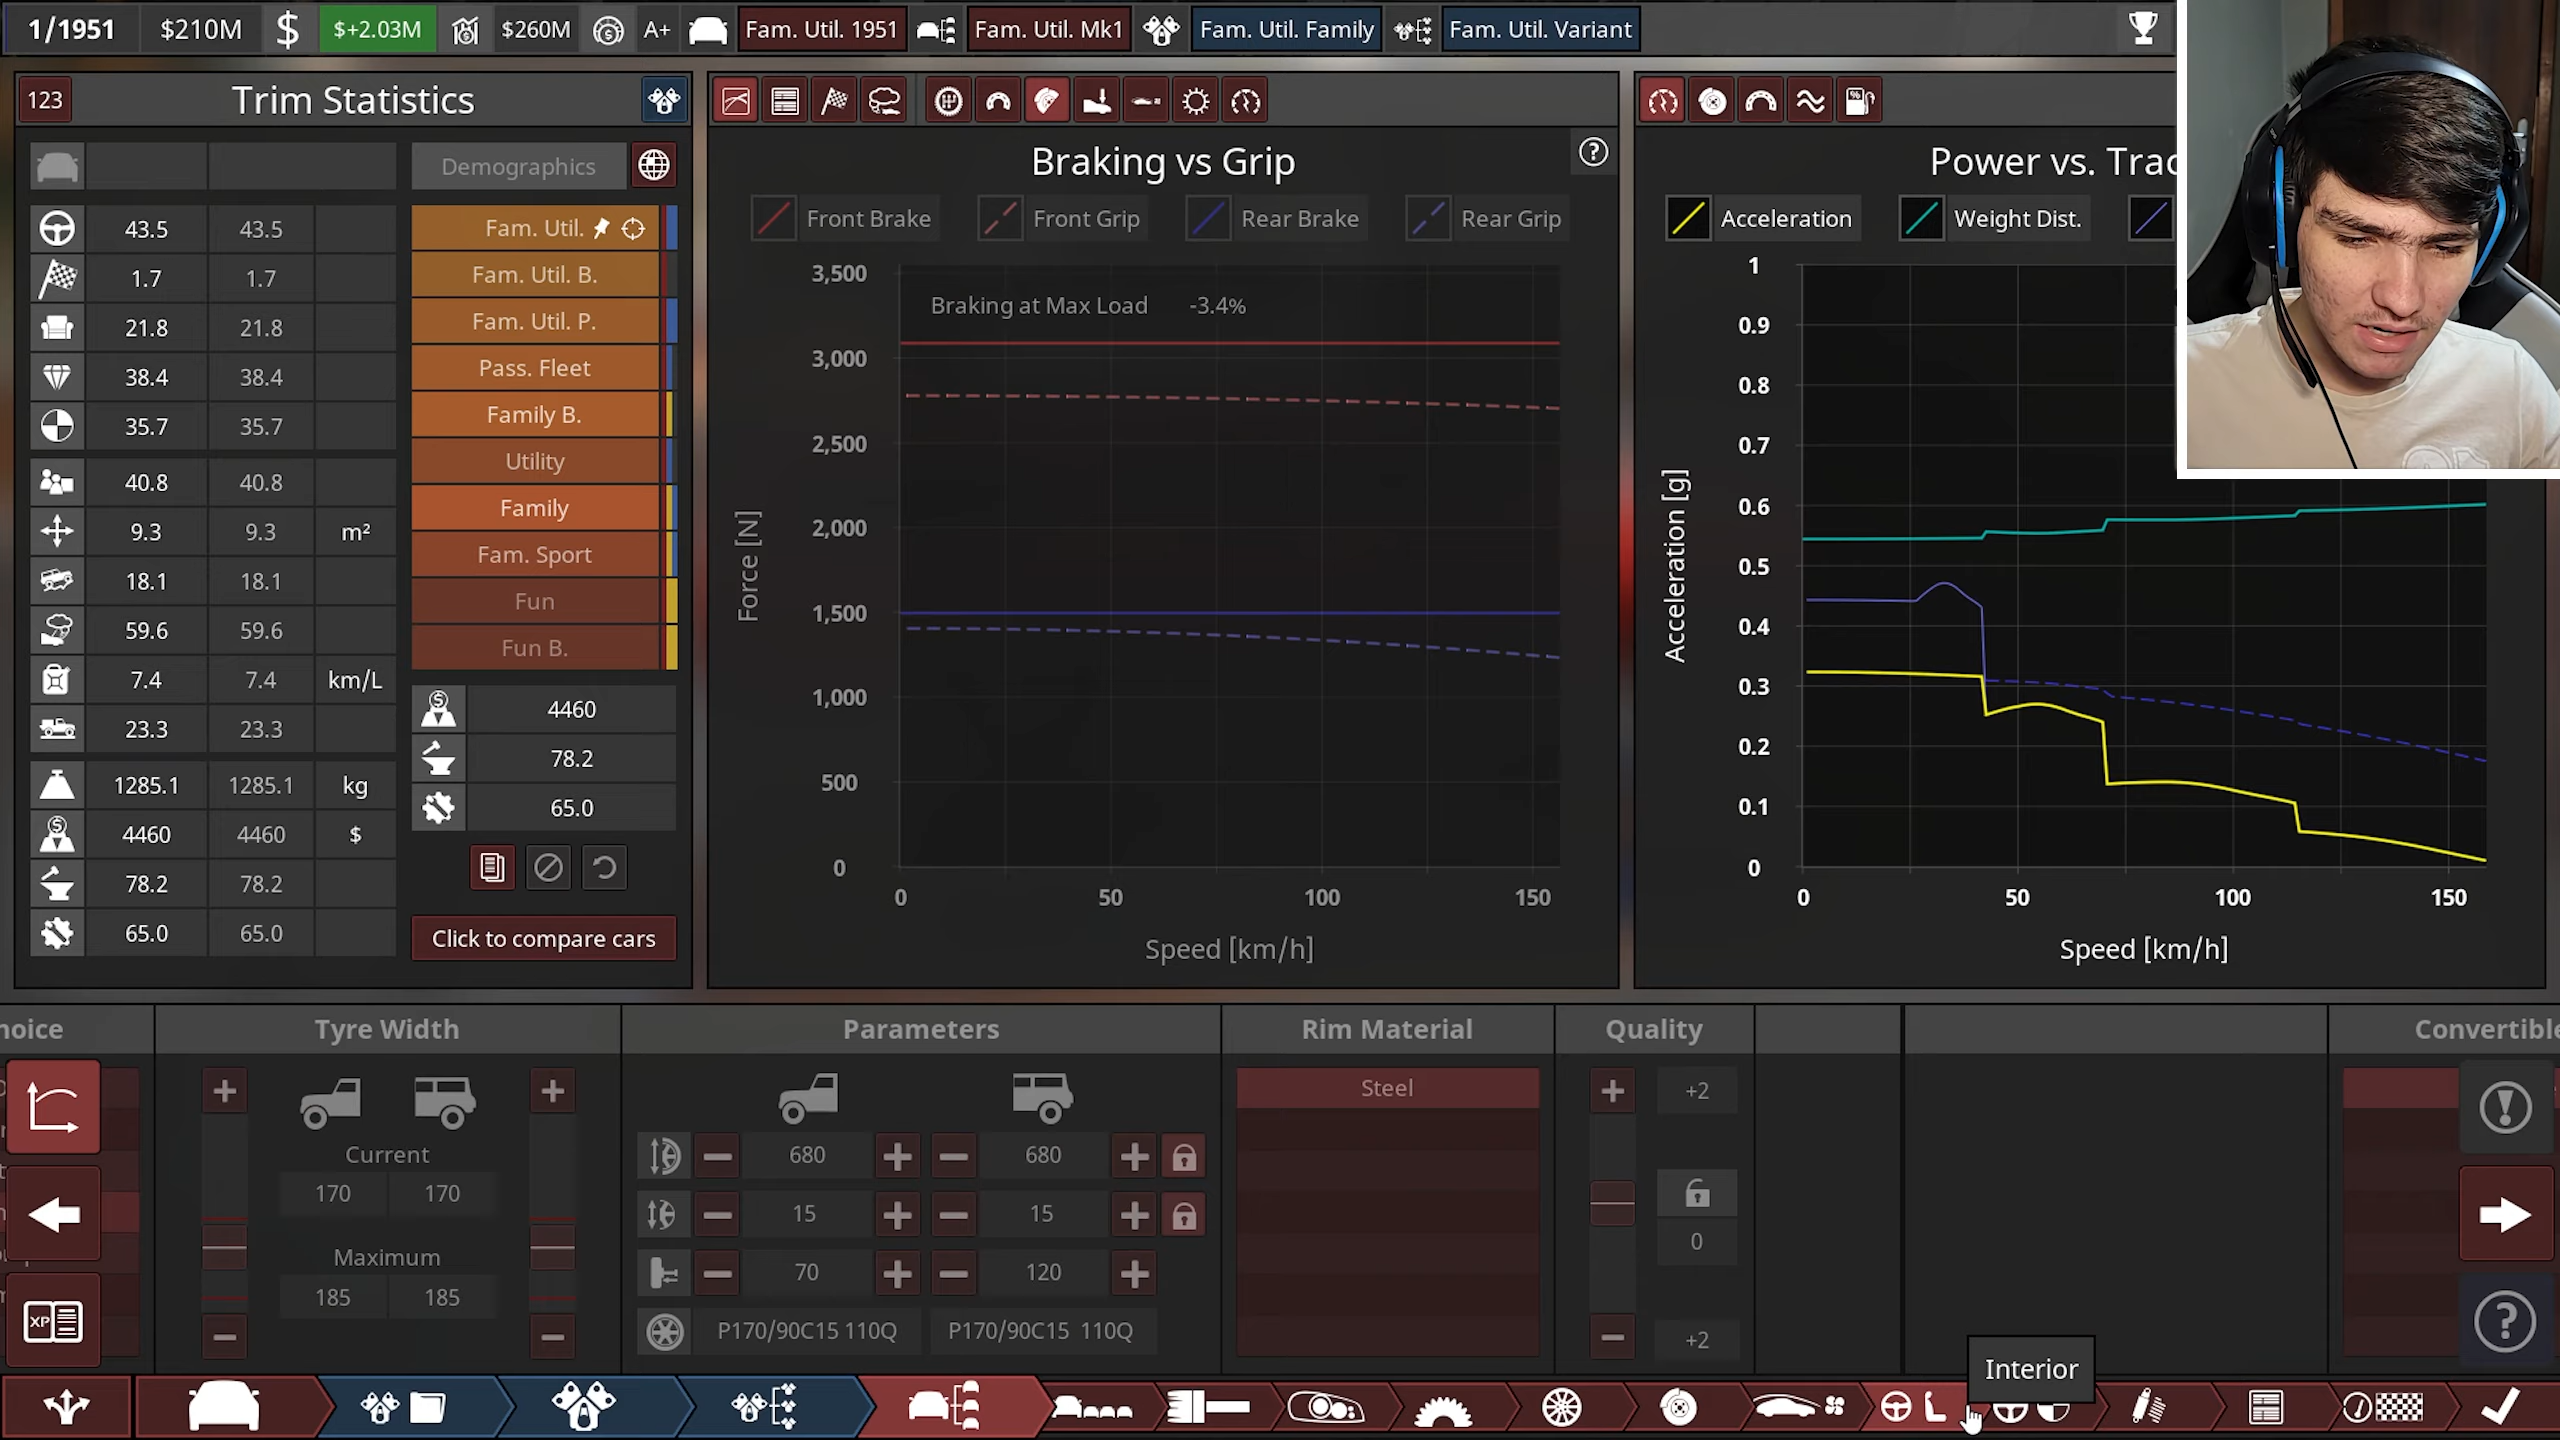 1/1951 $210M $+2.03M $260M A+ Fam. Util. 1951 Fam. Util. Mk1 Fam. Util. Family Fam. Util. Variant
123 Trim Statistics
Demographics
43.5 43.5
1.7 1.7
21.8 21.8
38.4 38.4
35.7 35.7
40.8 40.8
9.3 9.3 m²
18.1 18.1
59.6 59.6
7.4 7.4 km/L
23.3 23.3
1285.1 1285.1 kg
4460 4460 $
78.2 78.2
65.0 65.0
Fam. Util.
Fam. Util. B.
Fam. Util. P.
Pass. Fleet
Family B.
Utility
Family
Fam. Sport
Fun
Fun B.
4460
78.2
65.0
Click to compare cars
Braking vs Grip
Front Brake Front Grip Rear Brake Rear Grip
Braking at Max Load -3.4%
Force [N]
3,500
3,000
2,500
2,000
1,500
1,000
500
0
0 50 100 150
Speed [km/h]
Power vs. Trac
Acceleration Weight Dist.
Acceleration [g]
1
0.9
0.8
0.7
0.6
0.5
0.4
0.3
0.2
0.1
0
0 50 100 150
Speed [km/h]
hoice
XP
Tyre Width
Current
170 170
Maximum
185 185
Parameters
680 680
15 15
70 120
P170/90C15 110Q P170/90C15 110Q
Rim Material
Steel
Quality
+2
0
+2
Convertible
Interior